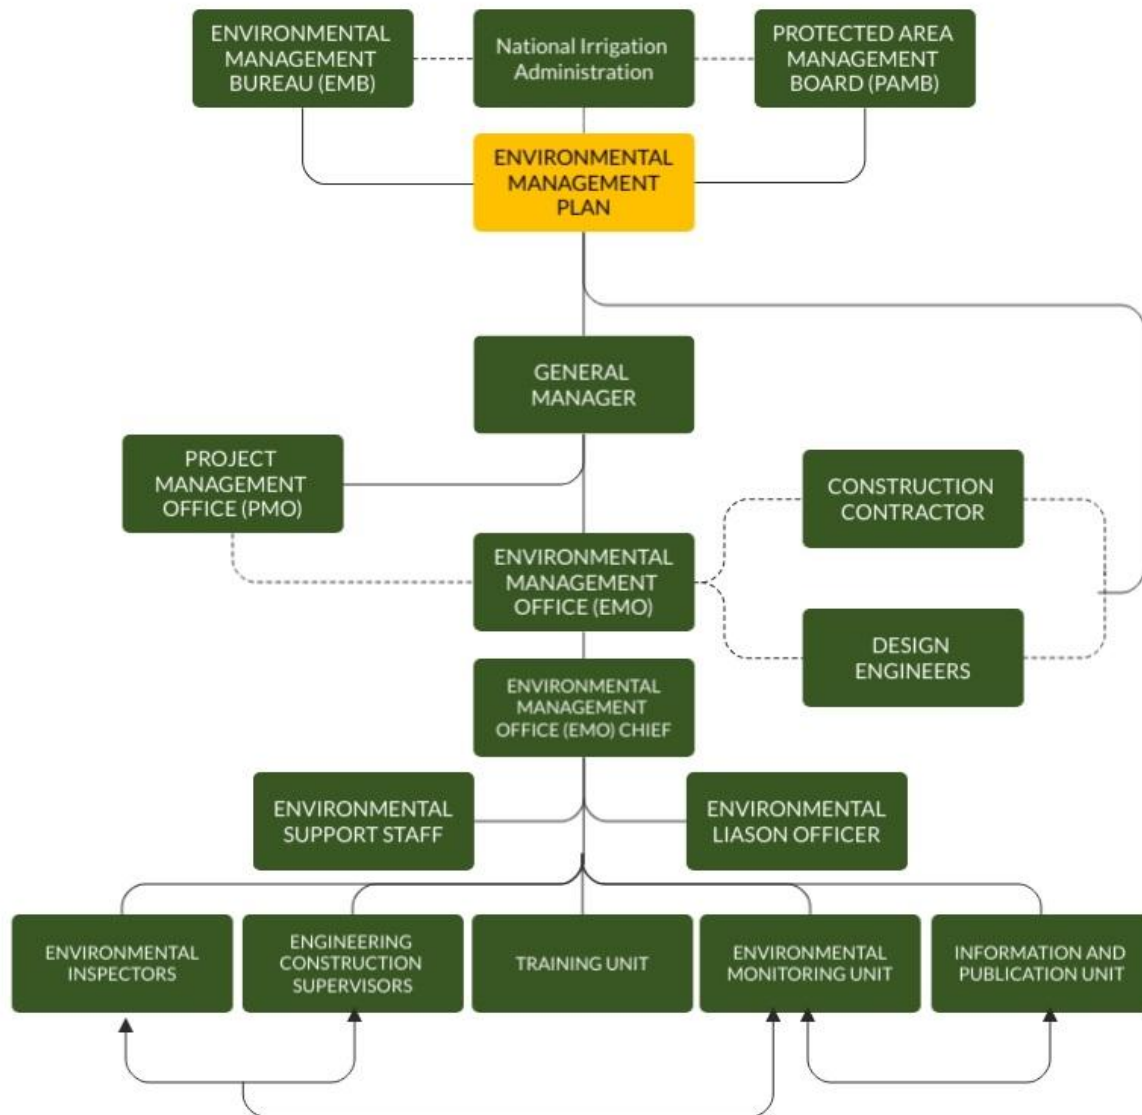 ENVIRONMENTAL
MANAGEMENT
BUREAU (EMB)
National Irrigation
Administration
PROTECTED AREA
MANAGEMENT
BOARD (PAMB)
ENVIRONMENTAL
MANAGEMENT
PLAN
GENERAL
MANAGER
PROJECT
MANAGEMENT
OFFICE (PMO)
CONSTRUCTION
CONTRACTOR
ENVIRONMENTAL
MANAGEMENT
OFFICE (EMO)
DESIGN
ENGINEERS
ENVIRONMENTAL
MANAGEMENT
OFFICE (EMO) CHIEF
ENVIRONMENTAL
SUPPORT STAFF
ENVIRONMENTAL
LIASON OFFICER
ENVIRONMENTAL
INSPECTORS
ENGINEERING
CONSTRUCTION
SUPERVISORS
TRAINING UNIT
ENVIRONMENTAL
MONITORING UNIT
INFORMATION AND
PUBLICATION UNIT